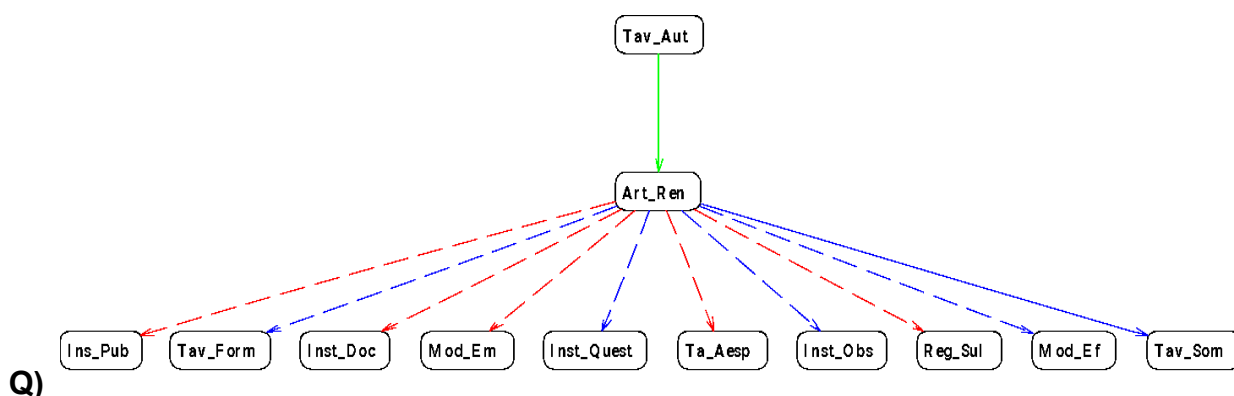 Tav_Aut
Art_Ren
Ins_Pub Tav_Form Inst_Doc Mod_Em Inst_Quest Ta_Aesp Inst_Obs Reg_Sul Mod_Ef Tav_Som
Q)